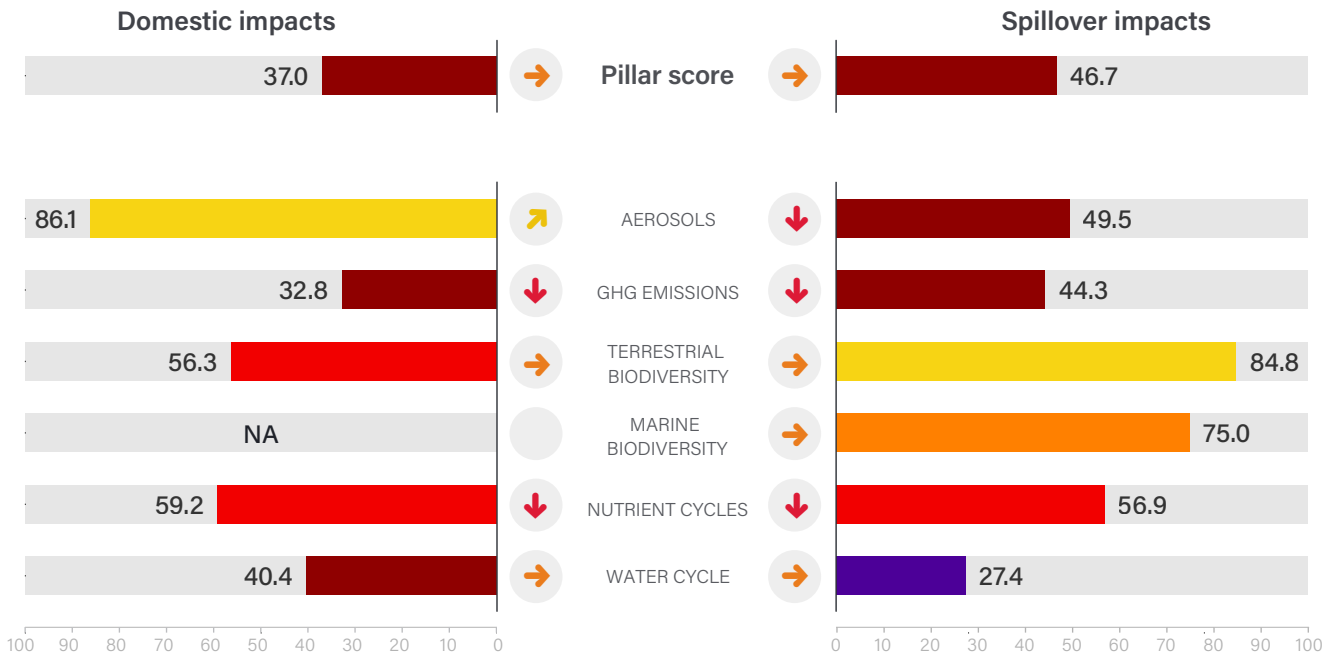 Domestic impacts
Spillover impacts
37.0
Pillar score
46.7
86.1
AEROSOLS
49.5
32.8
GHG EMISSIONS
44.3
56.3
TERRESTRIAL
BIODIVERSITY
84.8
NA
MARINE
BIODIVERSITY
75.0
59.2
NUTRIENT CYCLES
56.9
40.4
WATER CYCLE
27.4
100 90 80 70 60 50 40 30 20 10 0
0 10 20 30 40 50 60 70 80 90 100